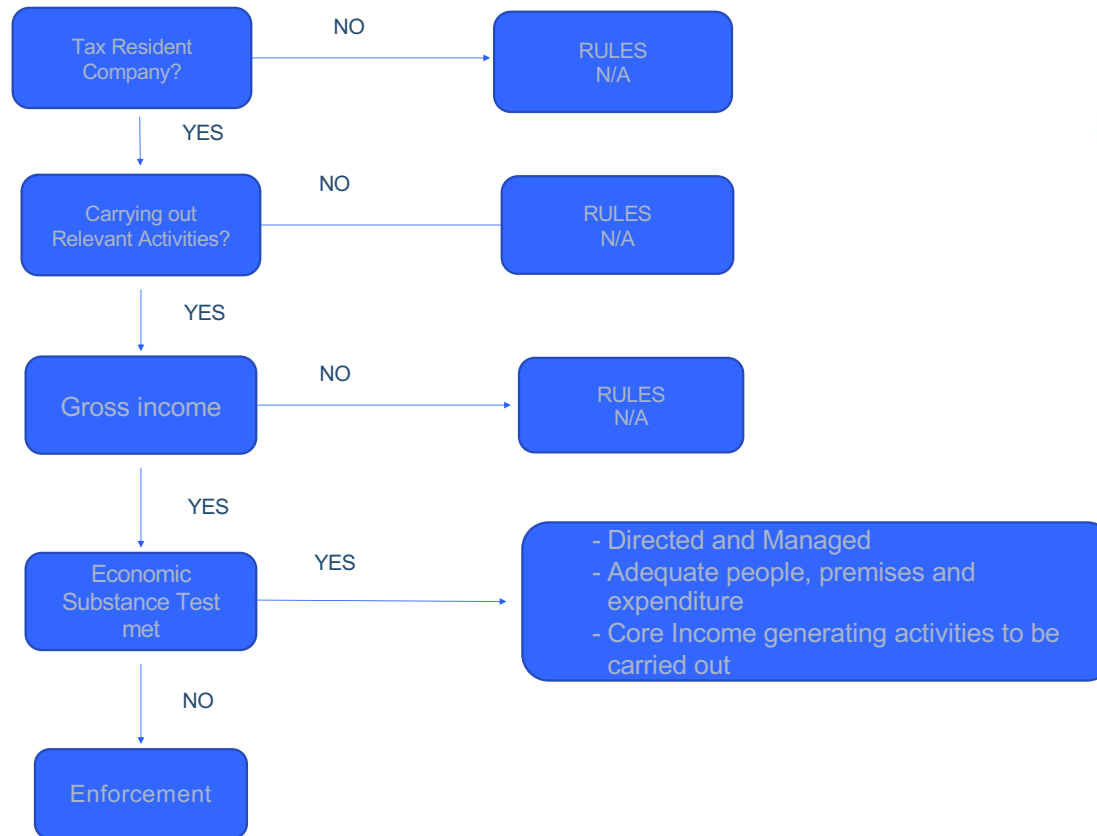 NO
Tax Resident
Company?
RULES
N/A
YES
NO
Carrying out
Relevant Activities?
RULES
N/A
YES
NO
Gross income
RULES
N/A
YES
YES
Economic
Substance Test
met
- Directed and Managed
- Adequate people, premises and
expenditure
- Core Income generating activities to be
carried out
NO
Enforcement